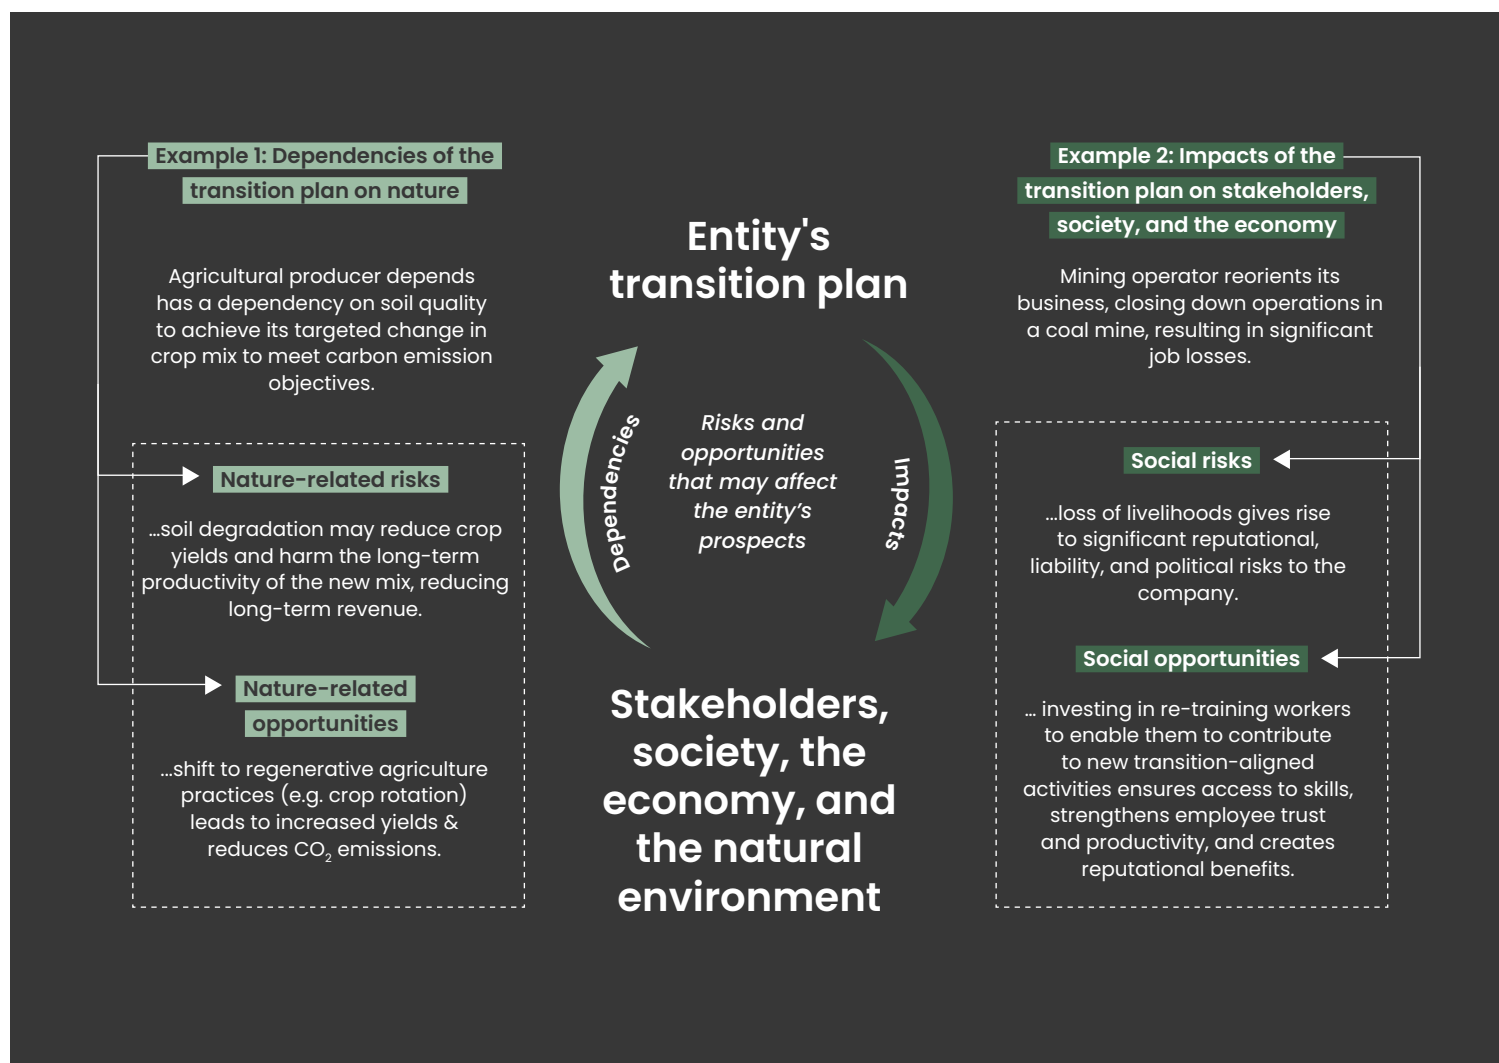 Example 1: Dependencies of the
transition plan on nature
Agricultural producer depends
has a dependency on soil quality
to achieve its targeted change in
crop mix to meet carbon emission
objectives.
Nature-related risks
...soil degradation may reduce crop
yields and harm the long-term
productivity of the new mix, reducing
long-term revenue.
Nature-related
opportunities
...shift to regenerative agriculture
practices (e.g. crop rotation)
leads to increased yields &
reduces CO₂ emissions.
Entity's
transition plan
Dependencies
Risks and
opportunities
that may affect
the entity’s
prospects
Impacts
Stakeholders,
society, the
economy, and
the natural
environment
Example 2: Impacts of the
transition plan on stakeholders,
society, and the economy
Mining operator reorients its
business, closing down operations in
a coal mine, resulting in significant
job losses.
Social risks
...loss of livelihoods gives rise
to significant reputational,
liability, and political risks to the
company.
Social opportunities
... investing in re-training workers
to enable them to contribute
to new transition-aligned
activities ensures access to skills,
strengthens employee trust
and productivity, and creates
reputational benefits.